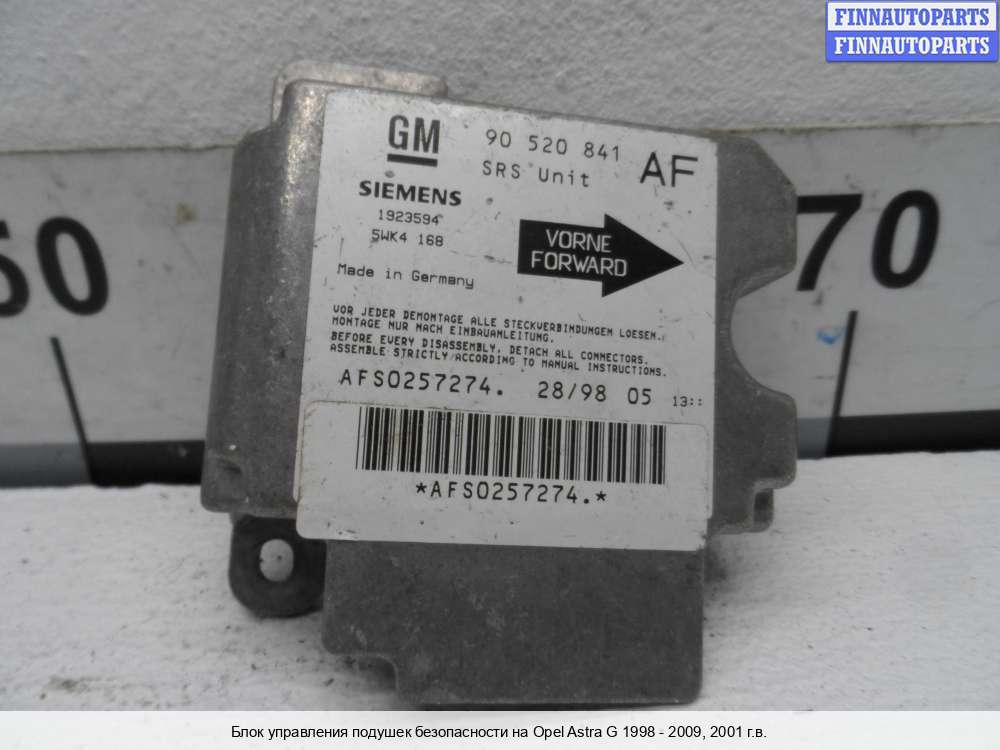 FINNAUTOPARTS
FINNAUTOPARTS
GM
90 520 841
AF
SRS Unit
SIEMENS
1923594
5WK4 168
VORNE
FORWARD
Made in Germany
VOR JEDER DEMONTAGE ALLE STECKVERBINDUNGEN LOESEN.
MONTAGE NUR NACH EINBAUANLEITUNG.
BEFORE EVERY DISASSEMBLY, DETACH ALL CONNECTORS.
ASSEMBLE STRICTLY ACCORDING TO MANUAL INSTRUCTIONS.
AFS0257274. 28/98 05 13::
*AFS0257274.*
50
70
Блок управления подушек безопасности на Opel Astra G 1998 - 2009, 2001 г.в.